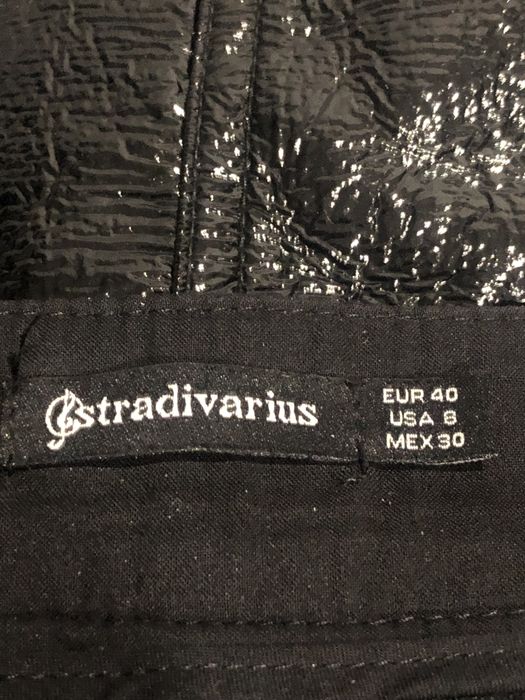 Stradivarius
EUR 40
USA 8
MEX 30